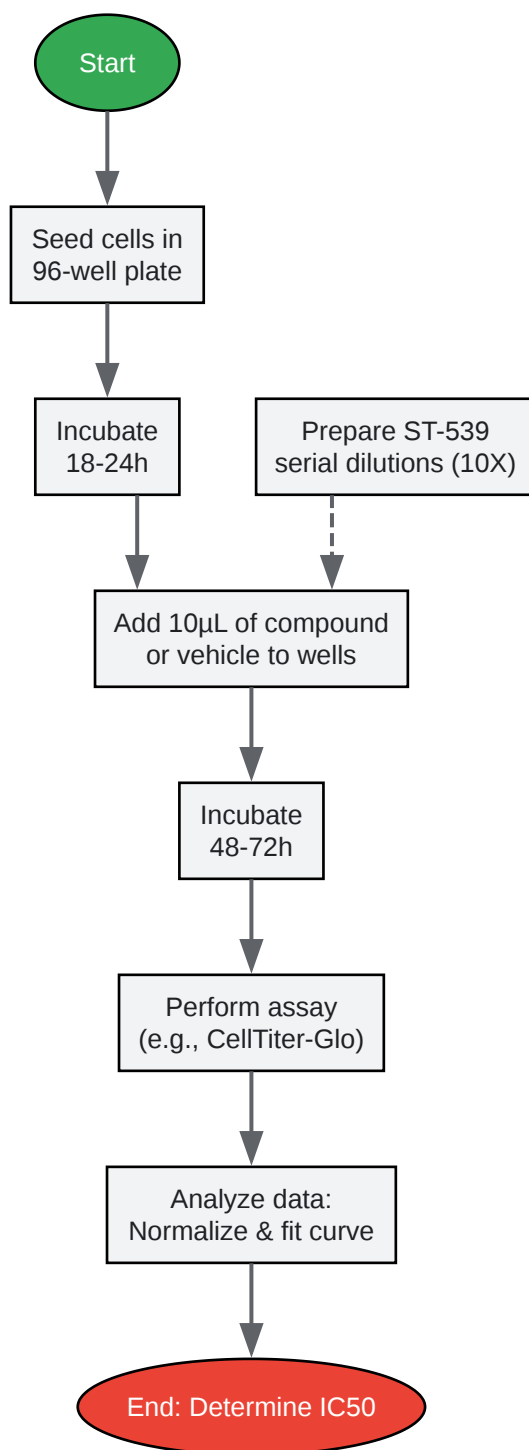 Start
Seed cells in
96-well plate
Incubate
18-24h
Prepare ST-539
serial dilutions (10X)
Add 10µL of compound
or vehicle to wells
Incubate
48-72h
Perform assay
(e.g., CellTiter-Glo)
Analyze data:
Normalize & fit curve
End: Determine IC50